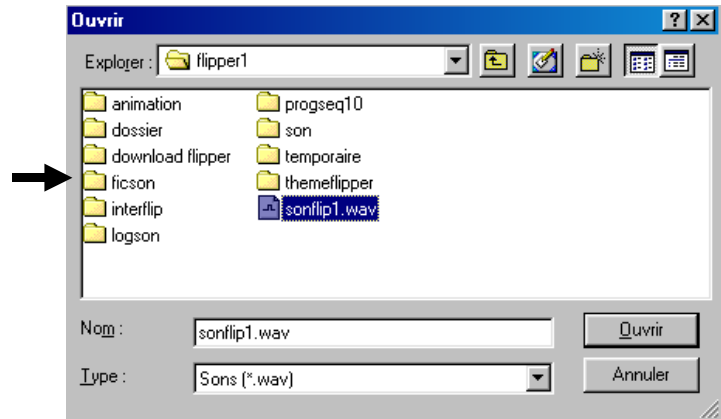 Ouvrir
Explorer : flipper1
animation
dossier
download flipper
ficson
interflip
logson
progseq10
son
temporaire
themeflipper
sonflip1.wav
Nom : sonflip1.wav
Ouvrir
Type : Sons (*.wav)
Annuler